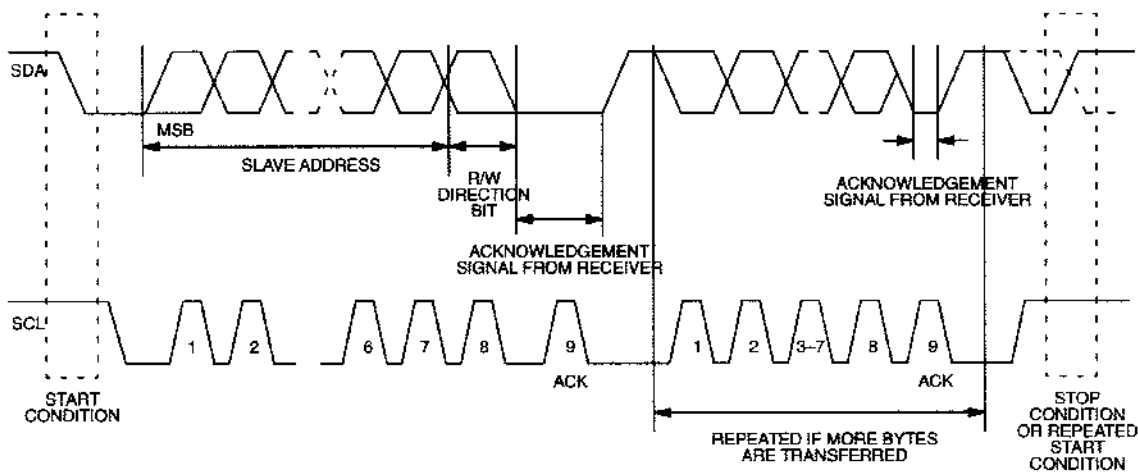 SDA
MSB
SLAVE ADDRESS
R/W
DIRECTION
BIT
ACKNOWLEDGEMENT
SIGNAL FROM RECEIVER
ACKNOWLEDGEMENT
SIGNAL FROM RECEIVER
SCL
1 2 6 7 8 9 1 2 3–7 8 9
ACK ACK
START
CONDITION
REPEATED IF MORE BYTES
ARE TRANSFERRED
STOP
CONDITION
OR REPEATED
START
CONDITION